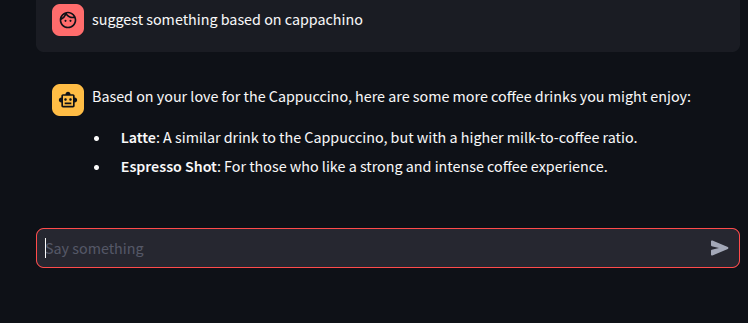 suggest something based on cappachino
Based on your love for the Cappuccino, here are some more coffee drinks you might enjoy:
• Latte: A similar drink to the Cappuccino, but with a higher milk-to-coffee ratio.
• Espresso Shot: For those who like a strong and intense coffee experience.
Say something